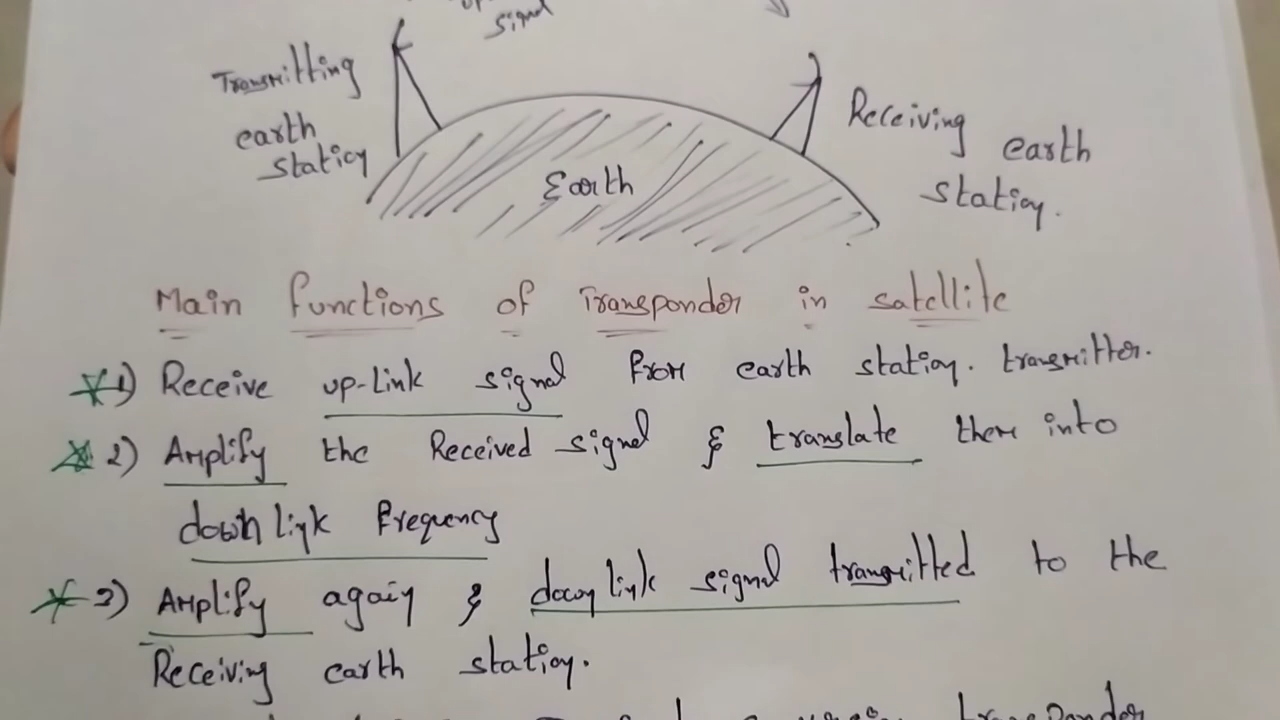 signal
Transmitting
earth
station
Receiving earth
station.
Earth
Main functions of Transponder in satellite
1) Receive up-link signal from earth station. transmitter.
2) Amplify the Received signal & translate them into
down link frequency
3) Amplify again & down link signal transmitted to the
Receiving earth station.
transponder